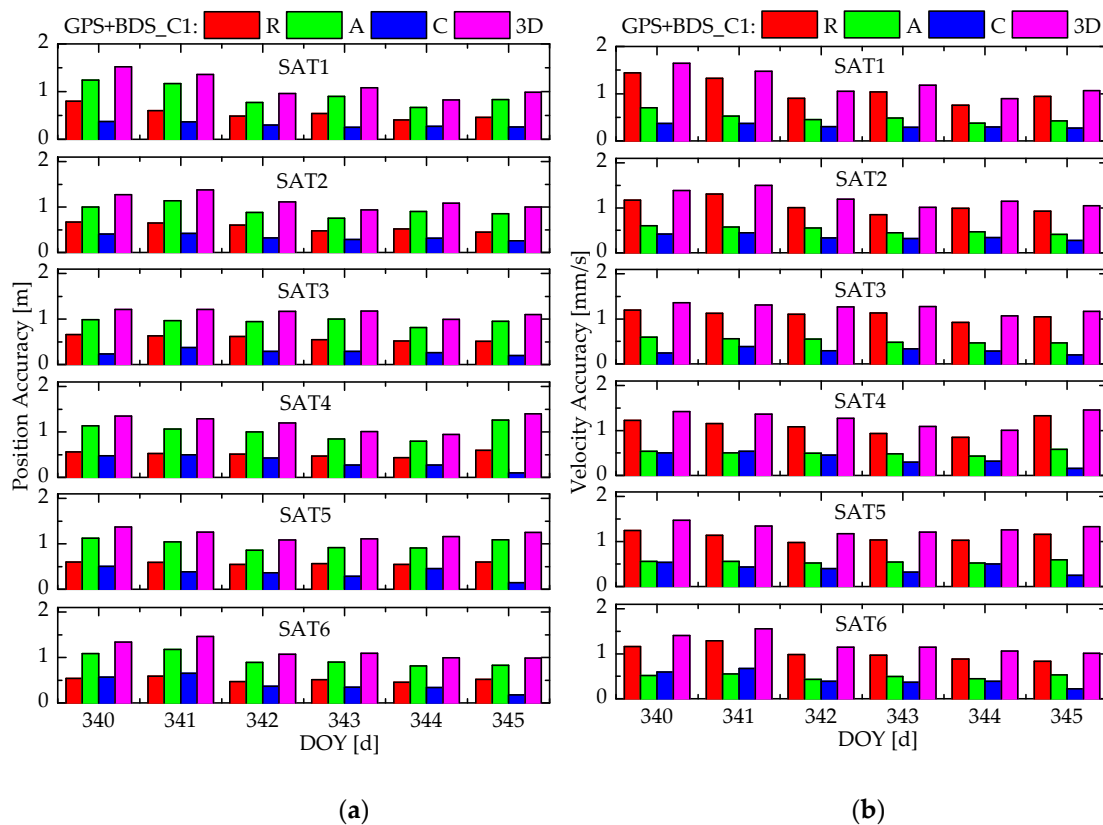 GPS+BDS_C1: R A C 3D
Position Accuracy [m]
2
1
0
SAT1
2
1
0
SAT2
2
1
0
SAT3
2
1
0
SAT4
2
1
0
SAT5
2
1
0
SAT6
340 341 342 343 344 345
DOY [d]
(a)
GPS+BDS_C1: R A C 3D
Velocity Accuracy [mm/s]
2
1
0
SAT1
2
1
0
SAT2
2
1
0
SAT3
2
1
0
SAT4
2
1
0
SAT5
2
1
0
SAT6
340 341 342 343 344 345
DOY [d]
(b)